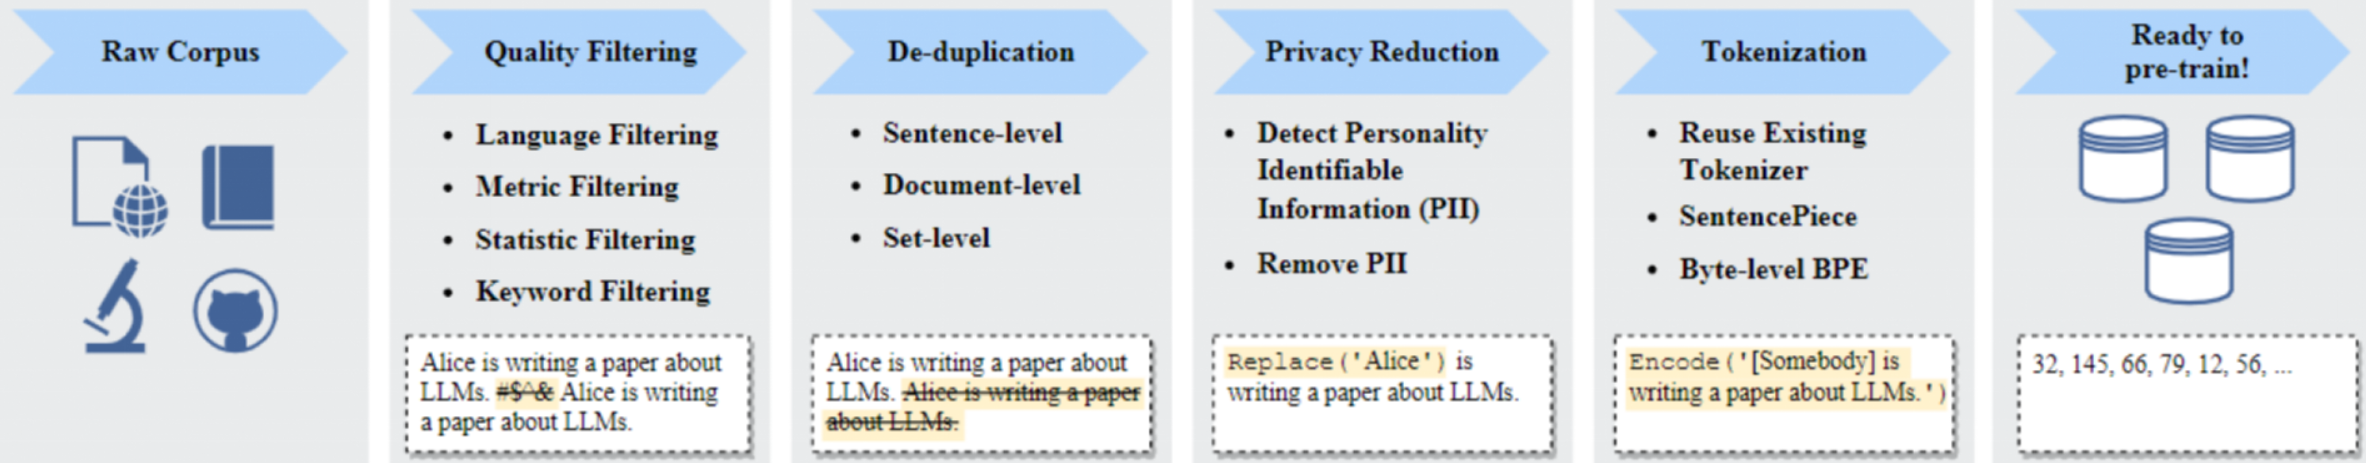 Raw Corpus
Quality Filtering
• Language Filtering
• Metric Filtering
• Statistic Filtering
• Keyword Filtering
Alice is writing a paper about
LLMs. #$^& Alice is writing
a paper about LLMs.
De-duplication
• Sentence-level
• Document-level
• Set-level
Alice is writing a paper about
LLMs. Alice is writing a paper
about LLMs.
Privacy Reduction
• Detect Personality
Identifiable
Information (PII)
• Remove PII
Replace('Alice') is
writing a paper about LLMs.
Tokenization
• Reuse Existing
Tokenizer
• SentencePiece
• Byte-level BPE
Encode('[Somebody] is
writing a paper about LLMs.')
Ready to
pre-train!
32, 145, 66, 79, 12, 56, ...